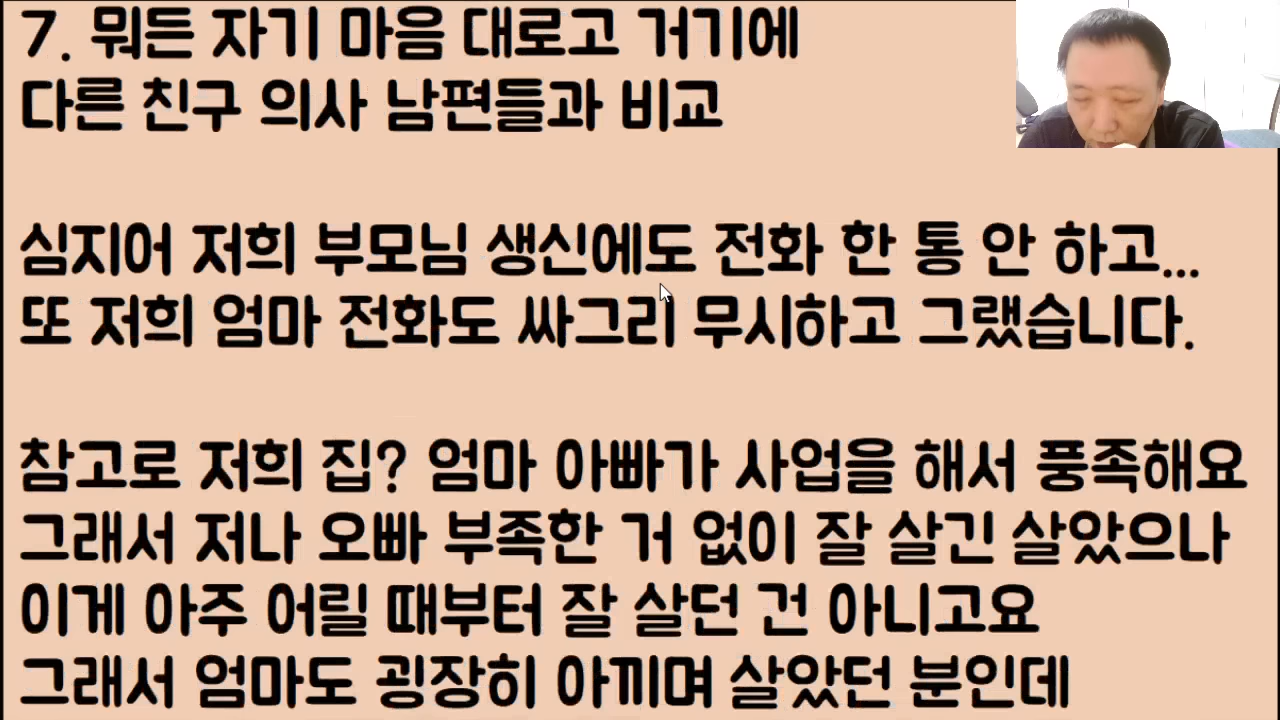 7. 뭐든 자기 마음 대로고 거기에
다른 친구 의사 남편들과 비교
심지어 저희 부모님 생신에도 전화 한 통 안 하고...
또 저희 엄마 전화도 싸그리 무시하고 그랬습니다.
참고로 저희 집? 엄마 아빠가 사업을 해서 풍족해요
그래서 저나 오빠 부족한 거 없이 잘 살긴 살았으나
이게 아주 어릴 때부터 잘 살던 건 아니고요
그래서 엄마도 굉장히 아끼며 살았던 분인데